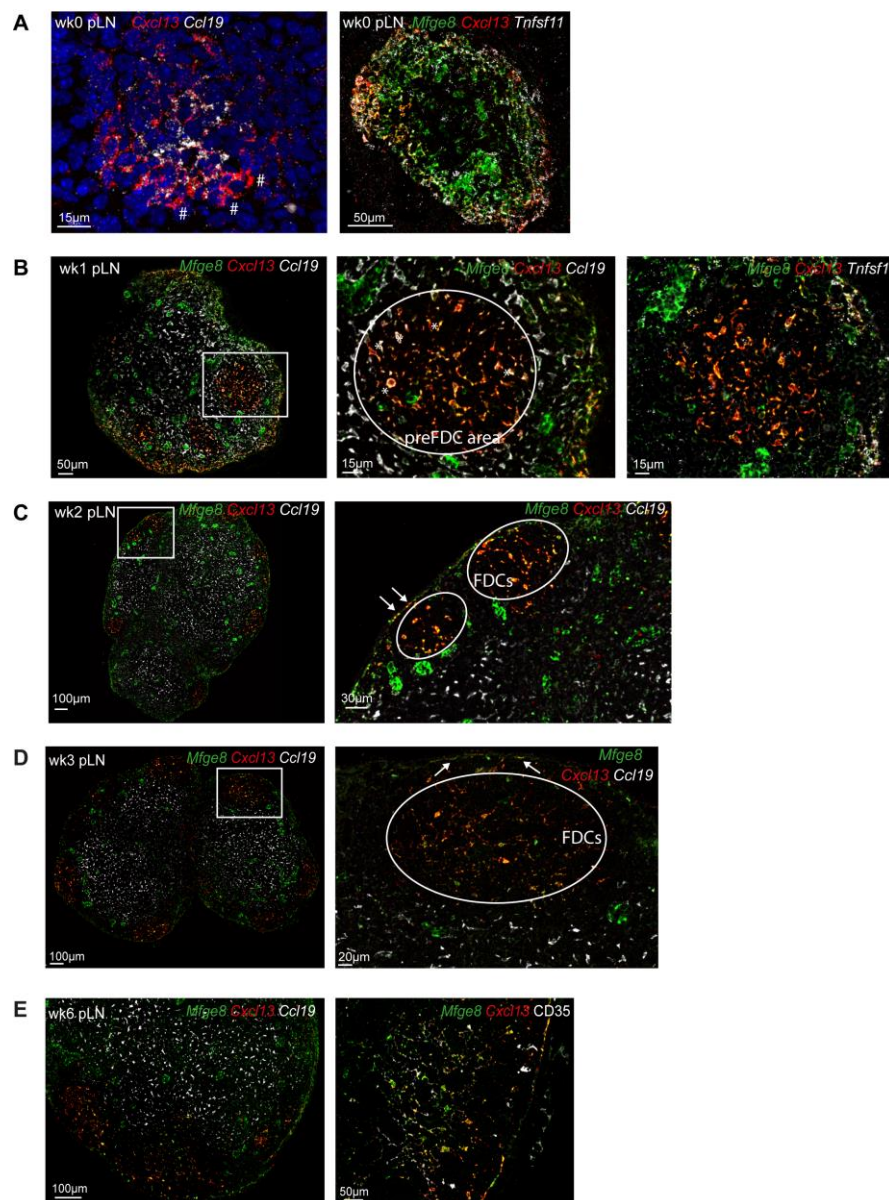 A
wk0 pLN Cxcl13 Ccl19
# # #
15µm
wk0 pLN Mfge8 Cxcl13 Tnfsf11
50µm
B
wk1 pLN Mfge8 Cxcl13 Ccl19
50µm
Mfge8 Cxcl13 Ccl19
* * * * *
preFDC area
15µm
Mfge8 Cxcl13 Tnfsf1
15µm
C
wk2 pLN Mfge8 Cxcl13 Ccl19
100µm
Mfge8 Cxcl13 Ccl19
FDCs
30µm
D
wk3 pLN Mfge8 Cxcl13 Ccl19
100µm
Mfge8
Cxcl13 Ccl19
FDCs
20µm
E
wk6 pLN Mfge8 Cxcl13 Ccl19
100µm
Mfge8 Cxcl13 CD35
50µm